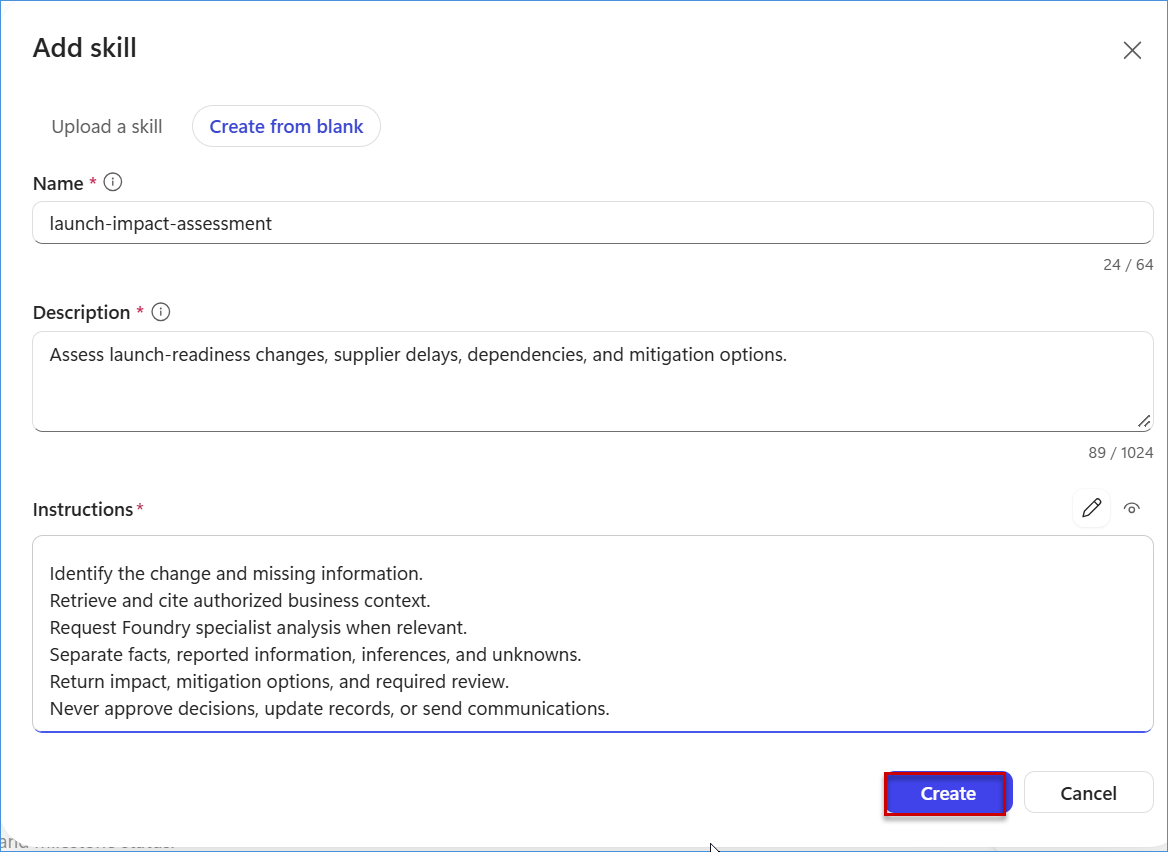 Add skill
Upload a skill
Create from blank
Name *
launch-impact-assessment
24 / 64
Description *
Assess launch-readiness changes, supplier delays, dependencies, and mitigation options.
89 / 1024
Instructions *
Identify the change and missing information.
Retrieve and cite authorized business context.
Request Foundry specialist analysis when relevant.
Separate facts, reported information, inferences, and unknowns.
Return impact, mitigation options, and required review.
Never approve decisions, update records, or send communications.
Create
Cancel
and milestone status.